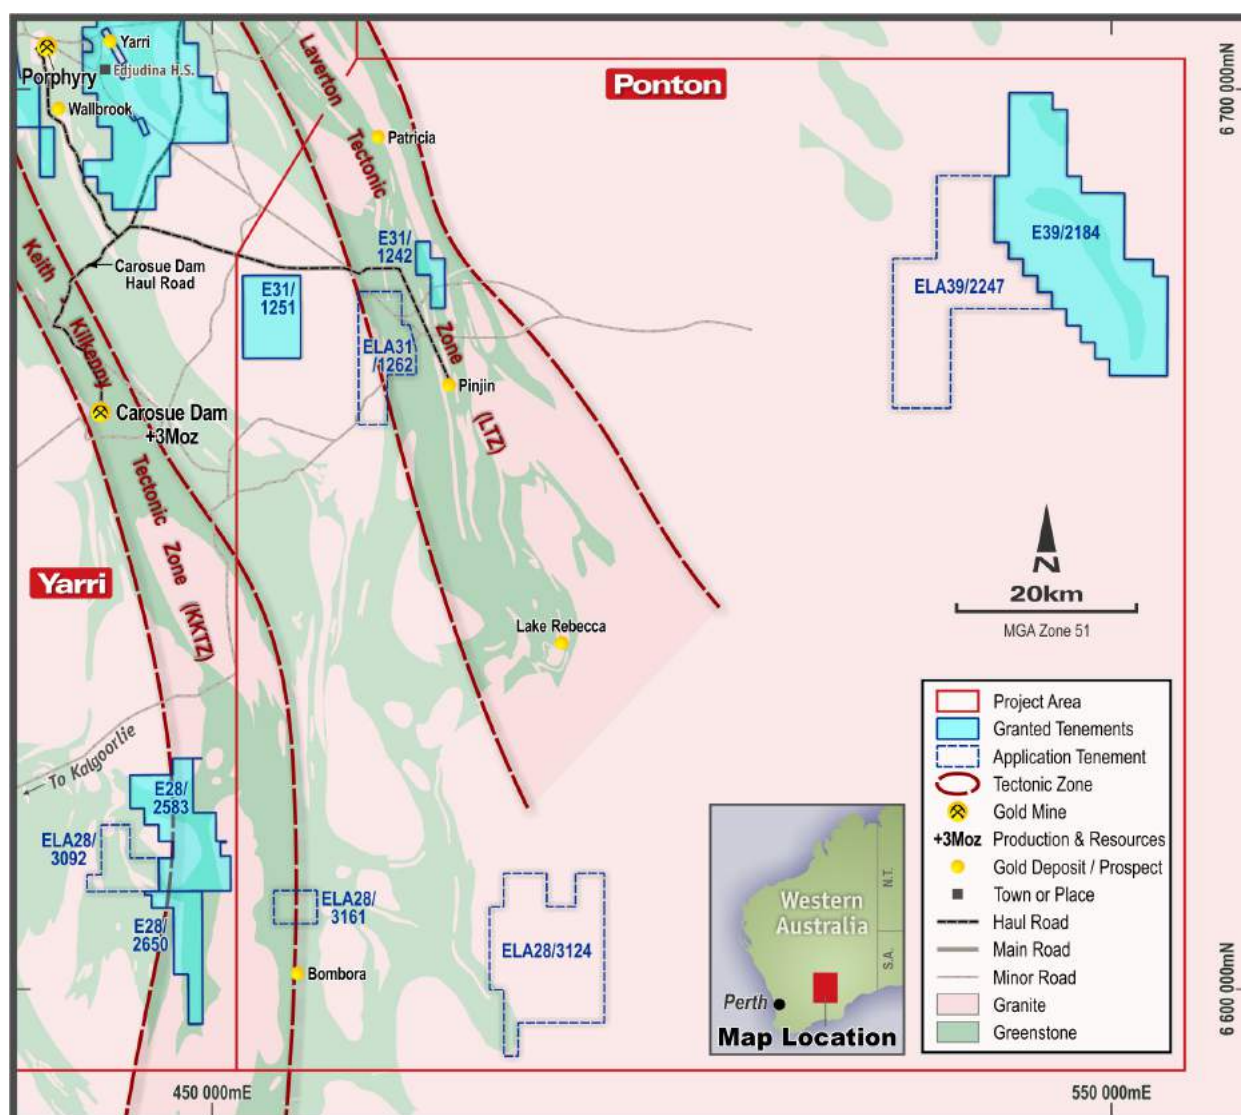 Yarri
Edjudina H.S.
Porphyry
Wallbrook
Laverton
Tectonic
Zone
(LTZ)
Patricia
Ponton
6 700 000mN
E39/2184
ELA39/2247
E31/
1242
Carosue Dam
Haul Road
E31/
1251
ELA31
/1262
Keith
Kilkenny
Tectonic
Zone
(KKTZ)
Pinjin
Carosue Dam
+3Moz
Yarri
N
20km
MGA Zone 51
Lake Rebecca
To Kalgoorlie
E28/
2583
ELA28/
3092
E28/
2650
ELA28/
3161
Bombora
ELA28/3124
Western
Australia
N.T.
S.A.
Perth
Map Location
Project Area
Granted Tenements
Application Tenement
Tectonic Zone
Gold Mine
+3Moz Production & Resources
Gold Deposit / Prospect
Town or Place
Haul Road
Main Road
Minor Road
Granite
Greenstone
6 600 000mN
450 000mE
550 000mE